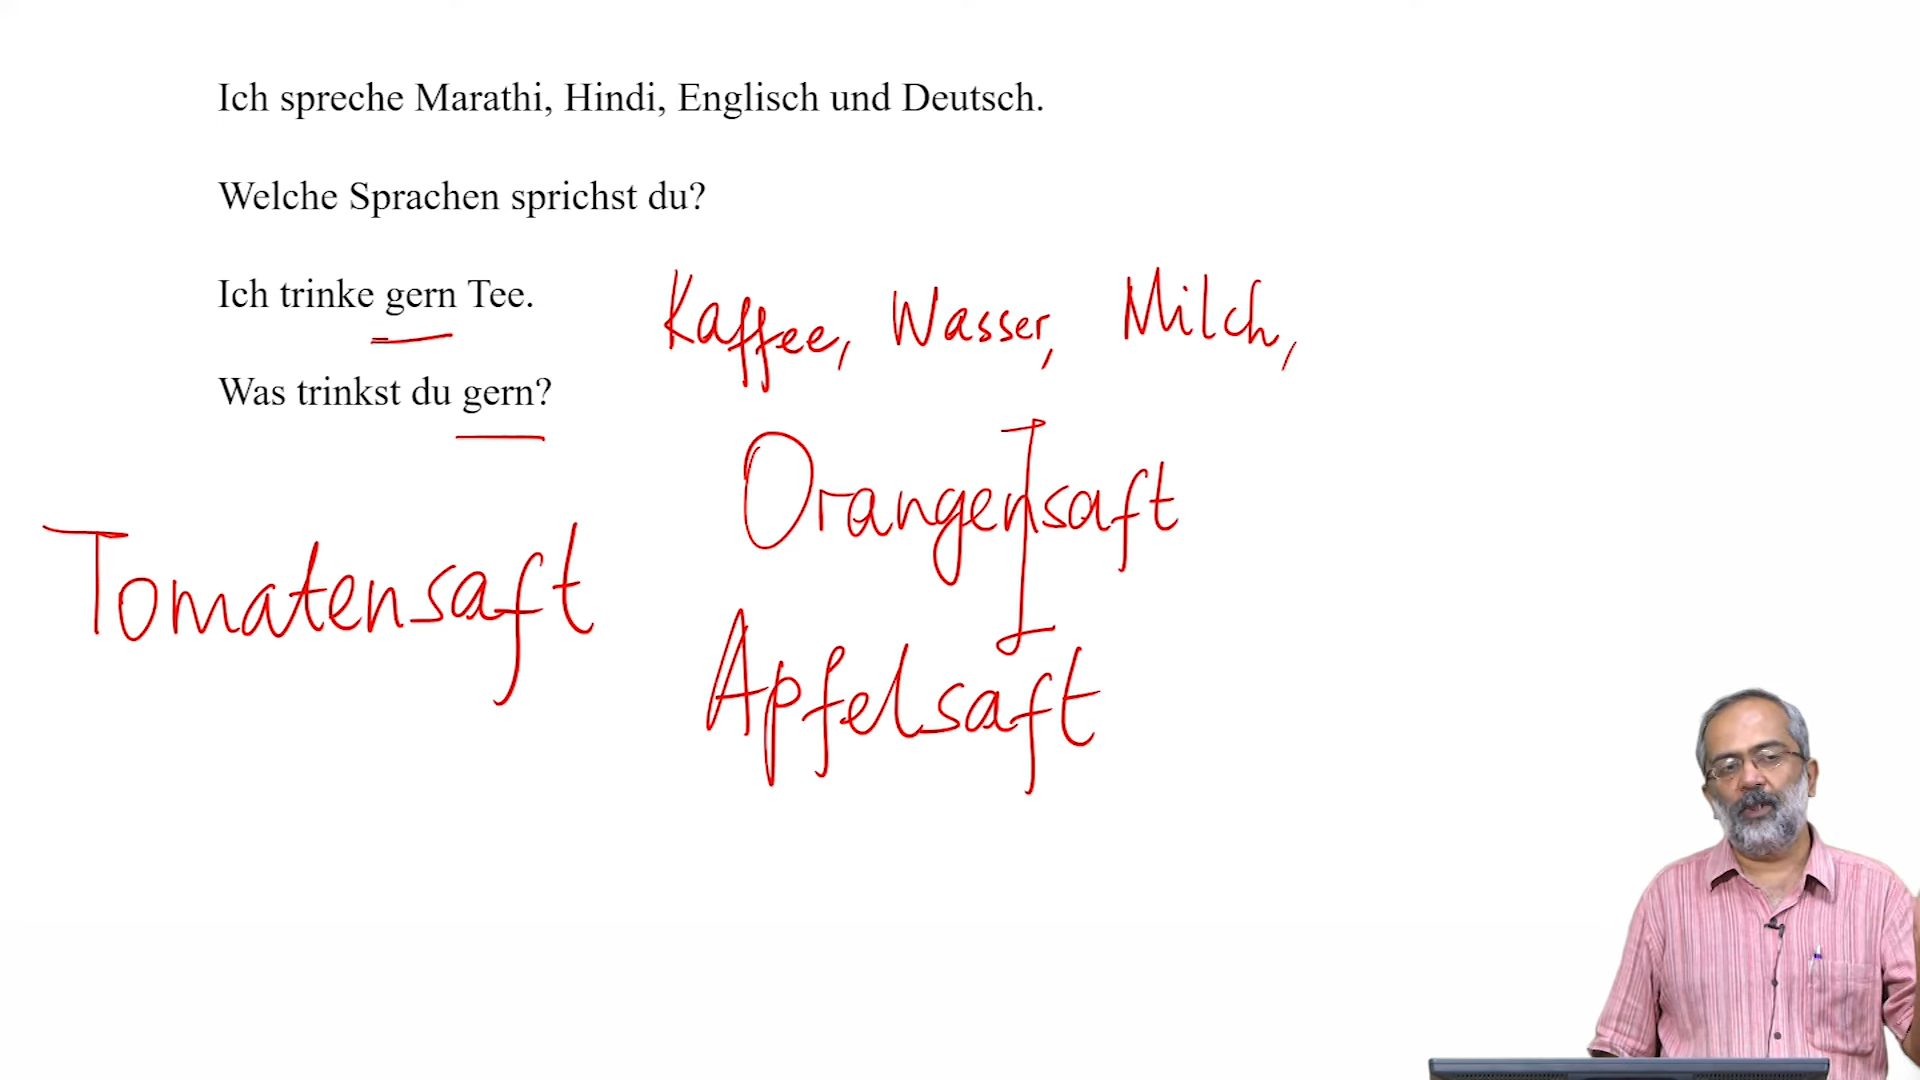 Ich spreche Marathi, Hindi, Englisch und Deutsch.
Welche Sprachen sprichst du?
Ich trinke gern Tee.
Kaffee, Wasser, Milch,
Was trinkst du gern?
Orangensaft
Tomatensaft
Apfelsaft